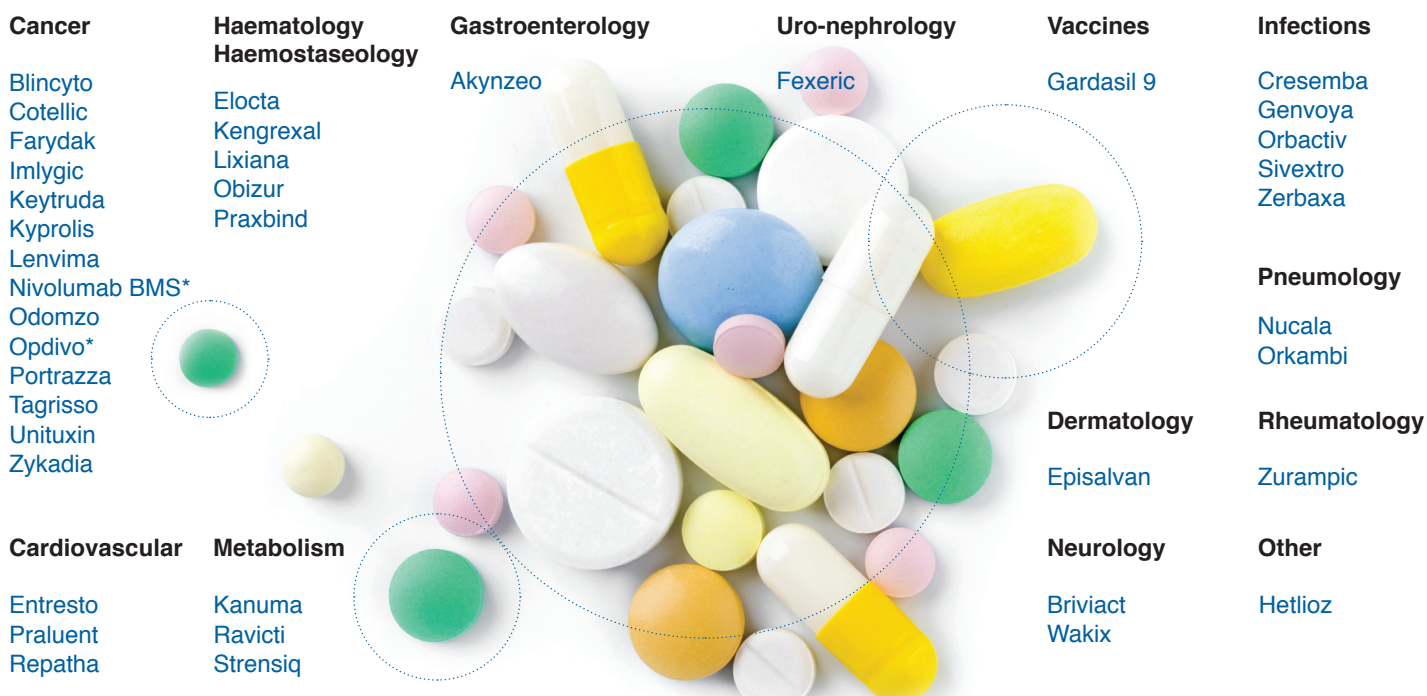 Cancer
Blincyto
Cotellic
Farydak
Imlygic
Keytruda
Kyprolis
Lenvima
Nivolumab BMS*
Odomzo
Opdivo*
Portrazza
Tagrisso
Unituxin
Zykadia
Haematology
Haemostaseology
Elocta
Kengrexal
Lixiana
Obizur
Praxbind
Gastroenterology
Akynzeo
Uro-nephrology
Fexeric
Vaccines
Gardasil 9
Infections
Cresemba
Genvoya
Orbactiv
Sivextro
Zerbaxa
Pneumology
Nucala
Orkambi
Dermatology
Episalvan
Rheumatology
Zurampic
Cardiovascular
Entresto
Praluent
Repatha
Metabolism
Kanuma
Ravicti
Strensiq
Neurology
Briviact
Wakix
Other
Hetlioz